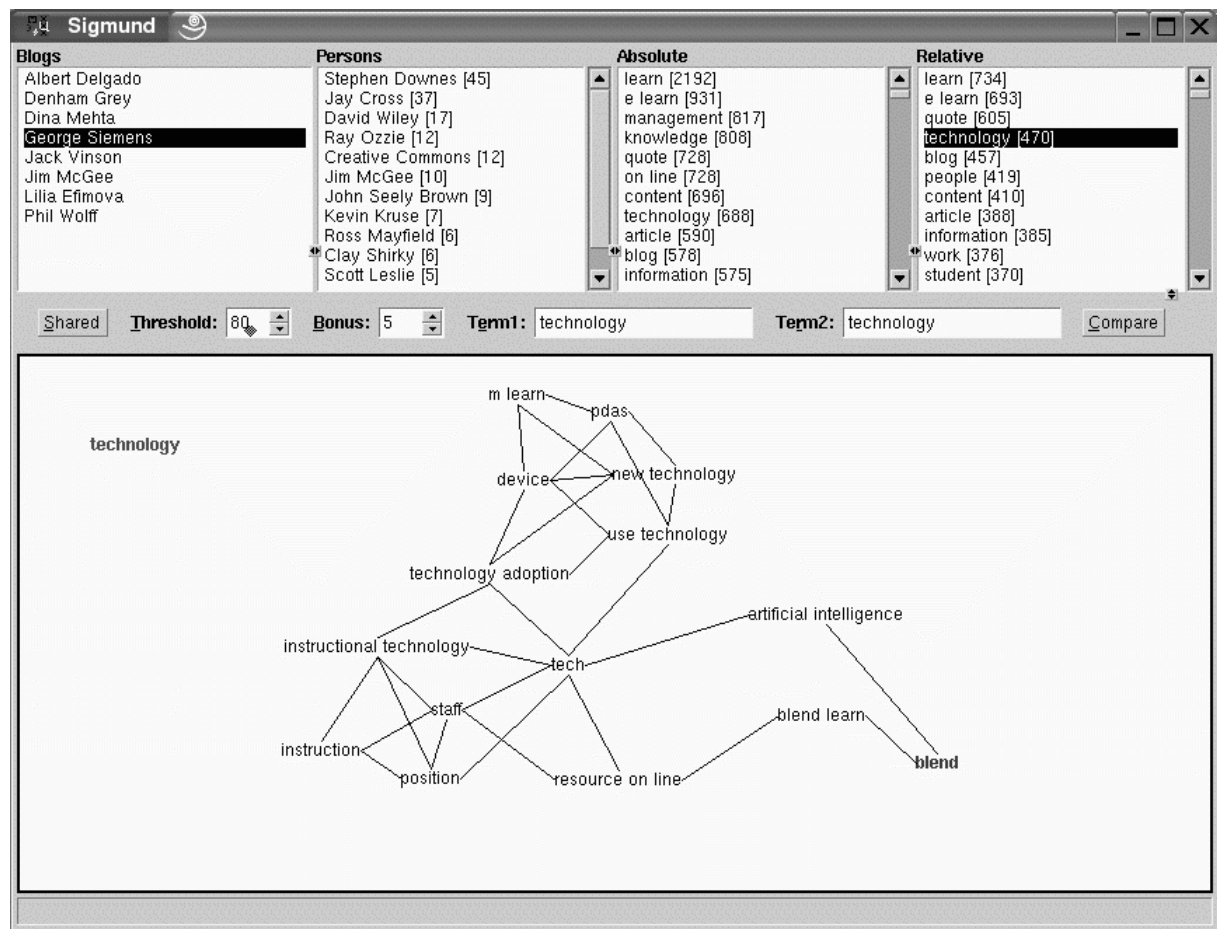 Sigmund
Blogs Persons Absolute Relative
Albert Delgado
Denham Grey
Dina Mehta
George Siemens
Jack Vinson
Jim McGee
Lilia Efimova
Phil Wolff
Stephen Downes [45]
Jay Cross [37]
David Wiley [17]
Ray Ozzie [12]
Creative Commons [12]
Jim McGee [10]
John Seely Brown [9]
Kevin Kruse [7]
Ross Mayfield [6]
Clay Shirky [6]
Scott Leslie [5]
learn [2192]
e learn [931]
management [817]
knowledge [808]
quote [728]
on line [728]
content [696]
technology [688]
article [590]
blog [578]
information [575]
learn [734]
e learn [693]
quote [605]
technology [470]
blog [457]
people [419]
content [410]
article [388]
information [385]
work [376]
student [370]
Shared Threshold: 80 Bonus: 5 Term1: technology Term2: technology Compare
m learn
pdas
technology
device
new technology
use technology
technology adoption
artificial intelligence
instructional technology
tech
staff
blend learn
instruction
blend
position
resource on line